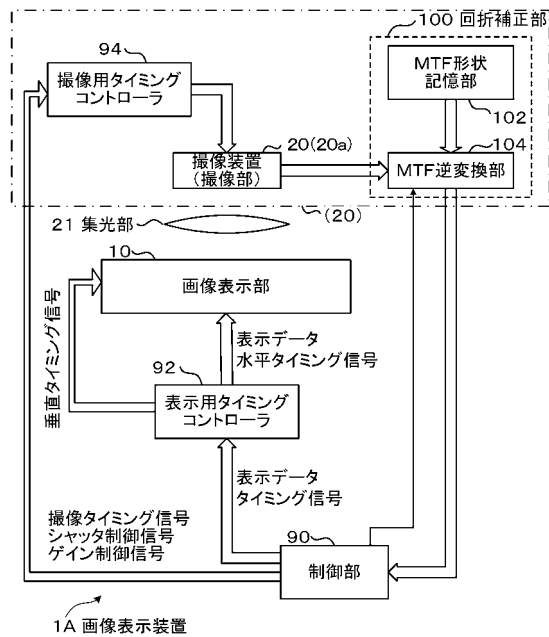 100 回折補正部
94
撮像用タイミング
コントローラ
MTF形状
記憶部
102
104
20(20a)
撮像装置
(撮像部)
MTF逆変換部
(20)
21 集光部
10
画像表示部
垂直タイミング信号
表示データ
水平タイミング信号
92
表示用タイミング
コントローラ
表示データ
タイミング信号
撮像タイミング信号
シャッタ制御信号
ゲイン制御信号
90
制御部
1A 画像表示装置